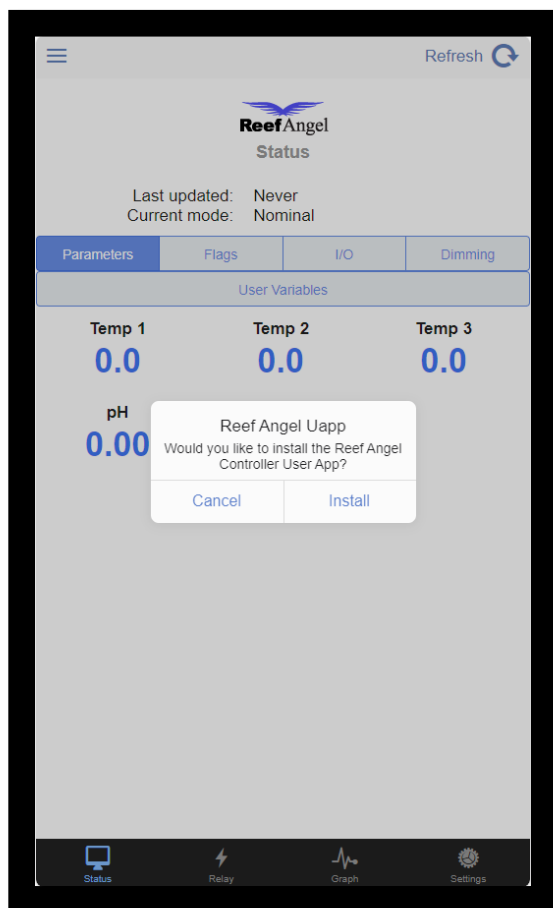 Refresh
ReefAngel
Status
Last updated: Never
Current mode: Nominal
Parameters Flags I/O Dimming
User Variables
Temp 1 Temp 2 Temp 3
0.0 0.0 0.0
pH
0.00
Reef Angel Uapp
Would you like to install the Reef Angel
Controller User App?
Cancel Install
Status Relay Graph Settings